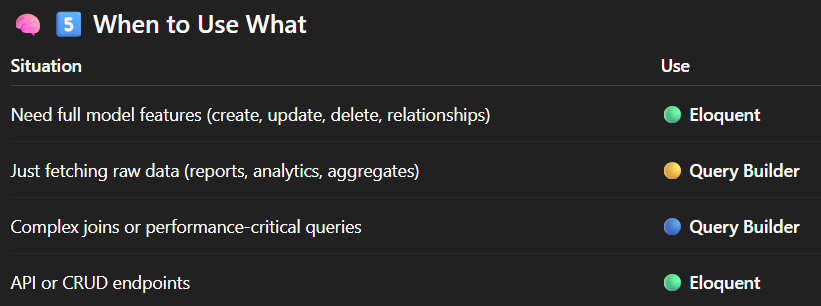 🧠 5️⃣ When to Use What
Situation Use
Need full model features (create, update, delete, relationships) 🟢 Eloquent
Just fetching raw data (reports, analytics, aggregates) 🟡 Query Builder
Complex joins or performance-critical queries 🔵 Query Builder
API or CRUD endpoints 🟢 Eloquent